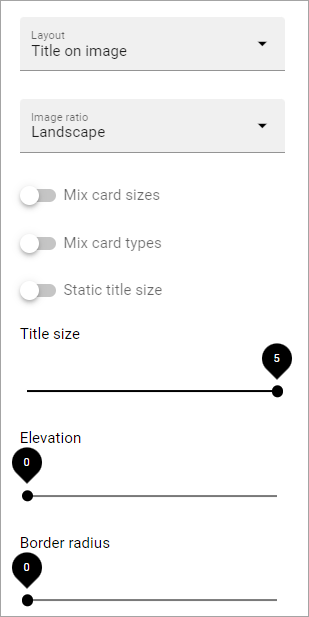 Layout
Title on image
Image ratio
Landscape
Mix card sizes
Mix card types
Static title size
Title size
5
Elevation
0
Border radius
0